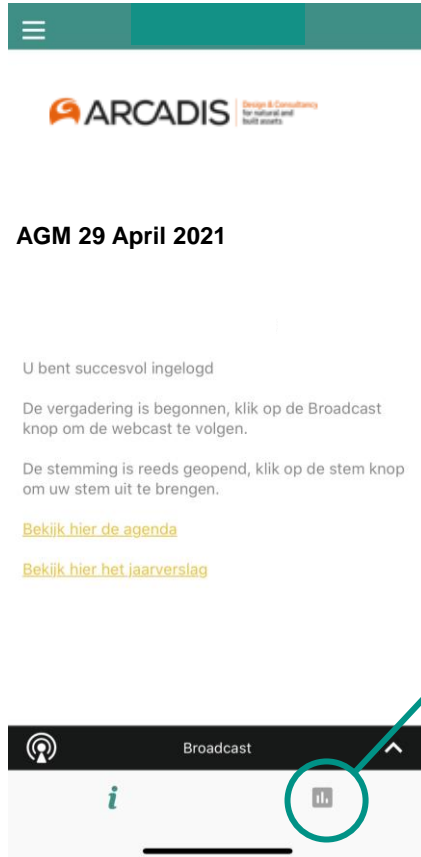 ARCADIS
Design & Consultancy
for natural and
built assets
AGM 29 April 2021
U bent succesvol ingelogd
De vergadering is begonnen, klik op de Broadcast
knop om de webcast te volgen.
De stemming is reeds geopend, klik op de stem knop
om uw stem uit te brengen.
Bekijk hier de agenda
Bekijk hier het jaarverslag
Broadcast
i